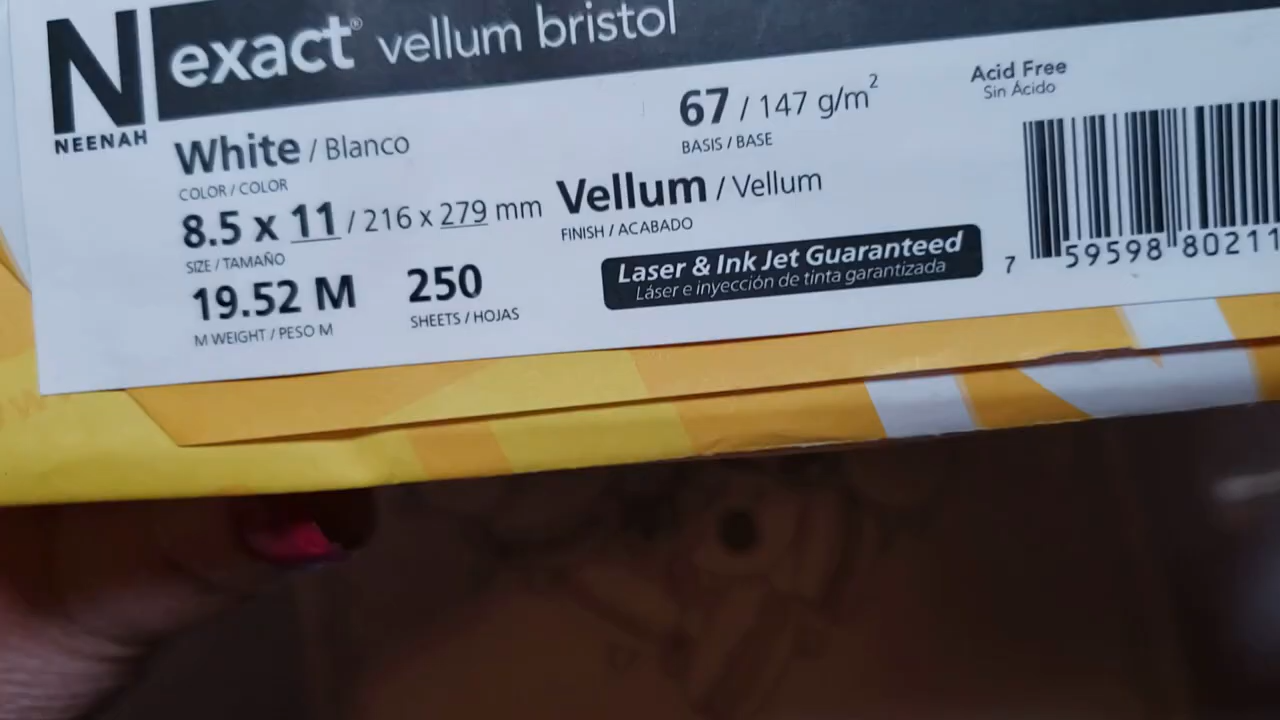 N exact® vellum bristol
NEENAH
White / Blanco
COLOR / COLOR
67 / 147 g/m²
BASIS / BASE
Acid Free
Sin Ácido
8.5 x 11 / 216 x 279 mm
SIZE / TAMAÑO
Vellum / Vellum
FINISH / ACABADO
19.52 M
M WEIGHT / PESO M
250
SHEETS / HOJAS
Laser & Ink Jet Guaranteed
Láser e inyección de tinta garantizada
7 59598 80211